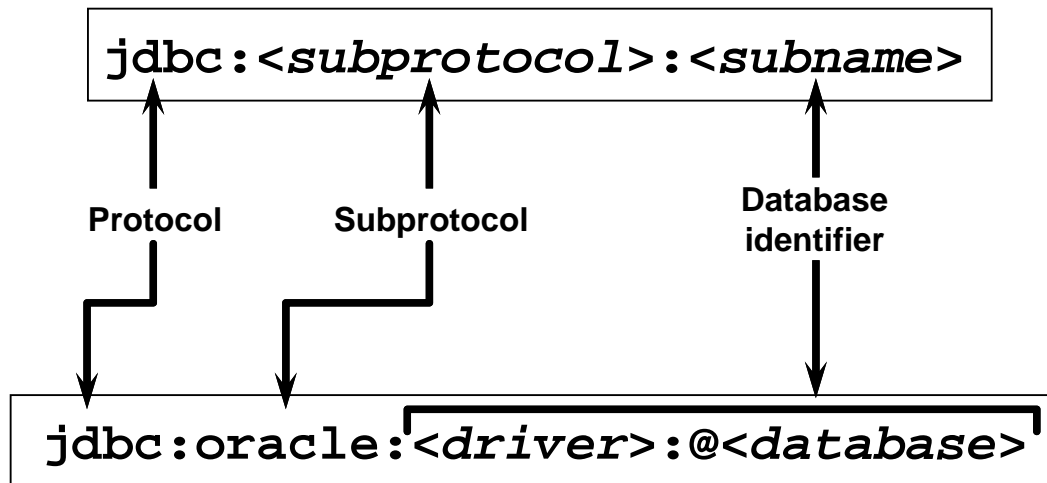 jdbc:<subprotocol>:<subname>
Protocol
Subprotocol
Database
identifier
jdbc:oracle:<driver>:@<database>